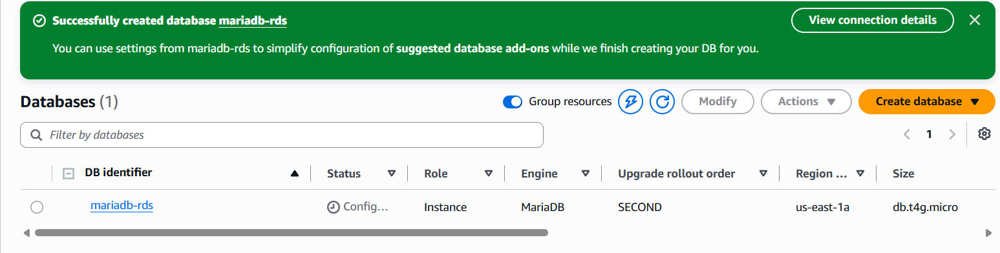 Successfully created database mariadb-rds
View connection details
You can use settings from mariadb-rds to simplify configuration of suggested database add-ons while we finish creating your DB for you.
Databases (1)
Group resources
Modify
Actions
Create database
Filter by databases
1
DB identifier Status Role Engine Upgrade rollout order Region ... Size
mariadb-rds Config... Instance MariaDB SECOND us-east-1a db.t4g.micro